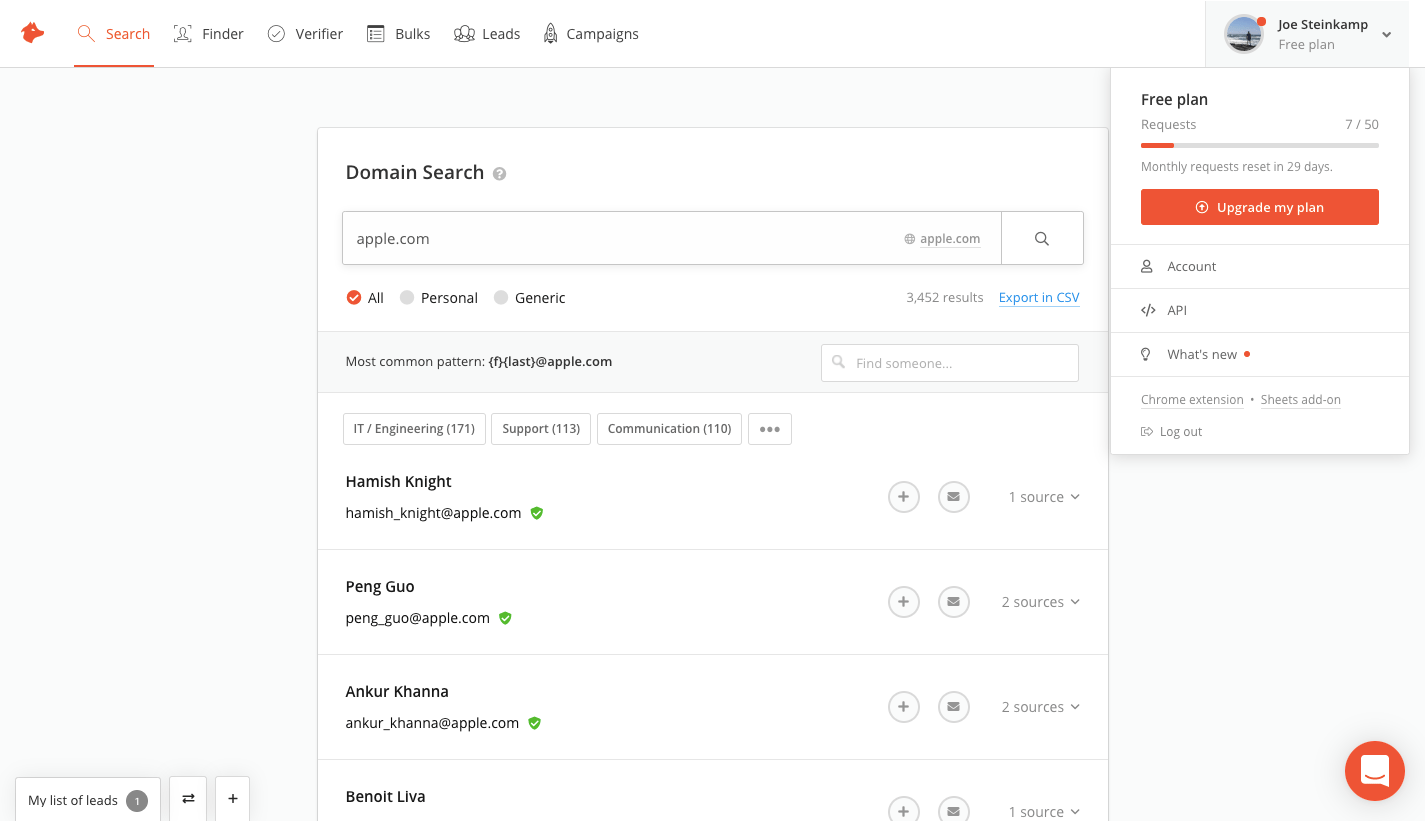 Search Finder Verifier Bulks Leads Campaigns
Joe Steinkamp
Free plan
Free plan
Requests 7 / 50
Monthly requests reset in 29 days.
Upgrade my plan
Account
API
What's new
Chrome extension • Sheets add-on
Log out
Domain Search ?
apple.com apple.com
All Personal Generic 3,452 results Export in CSV
Most common pattern: {f}{last}@apple.com Find someone...
IT / Engineering (171) Support (113) Communication (110) •••
Hamish Knight
hamish_knight@apple.com
1 source
Peng Guo
peng_guo@apple.com
2 sources
Ankur Khanna
ankur_khanna@apple.com
2 sources
Benoit Liva
1 source
My list of leads 1